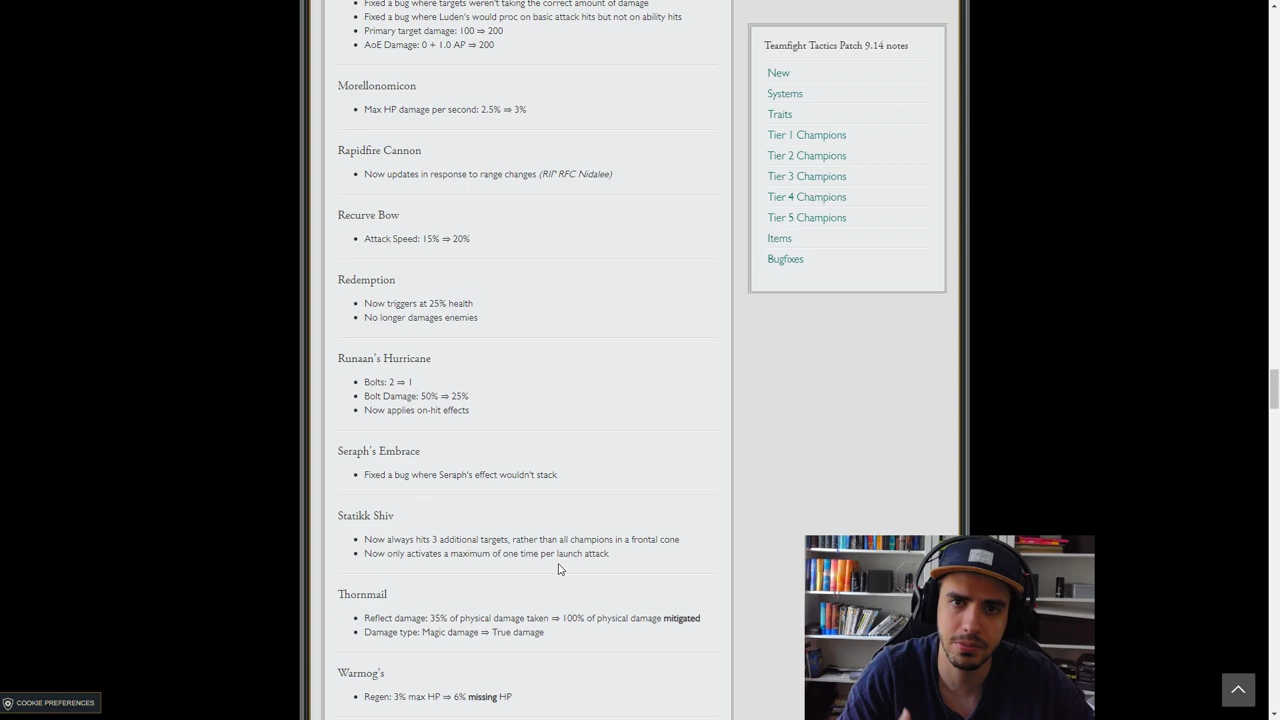 Fixed a bug where targets weren't taking the correct amount of damage
Fixed a bug where Luden's would proc on basic attack hits but not on ability hits
Primary target damage: 100 ⇒ 200
AoE Damage: 0 + 1.0 AP ⇒ 200
Morellonomicon
Max HP damage per second: 2.5% ⇒ 3%
Rapidfire Cannon
Now updates in response to range changes (RIP RFC Nidalee)
Recurve Bow
Attack Speed: 15% ⇒ 20%
Redemption
Now triggers at 25% health
No longer damages enemies
Runaan's Hurricane
Bolts: 2 ⇒ 1
Bolt Damage: 50% ⇒ 25%
Now applies on-hit effects
Seraph's Embrace
Fixed a bug where Seraph's effect wouldn't stack
Statikk Shiv
Now always hits 3 additional targets, rather than all champions in a frontal cone
Now only activates a maximum of one time per launch attack
Thornmail
Reflect damage: 35% of physical damage taken ⇒ 100% of physical damage mitigated
Damage type: Magic damage ⇒ True damage
Warmog's
Regen: 3% max HP ⇒ 6% missing HP
Teamfight Tactics Patch 9.14 notes
New
Systems
Traits
Tier 1 Champions
Tier 2 Champions
Tier 3 Champions
Tier 4 Champions
Tier 5 Champions
Items
Bugfixes
COOKIE PREFERENCES